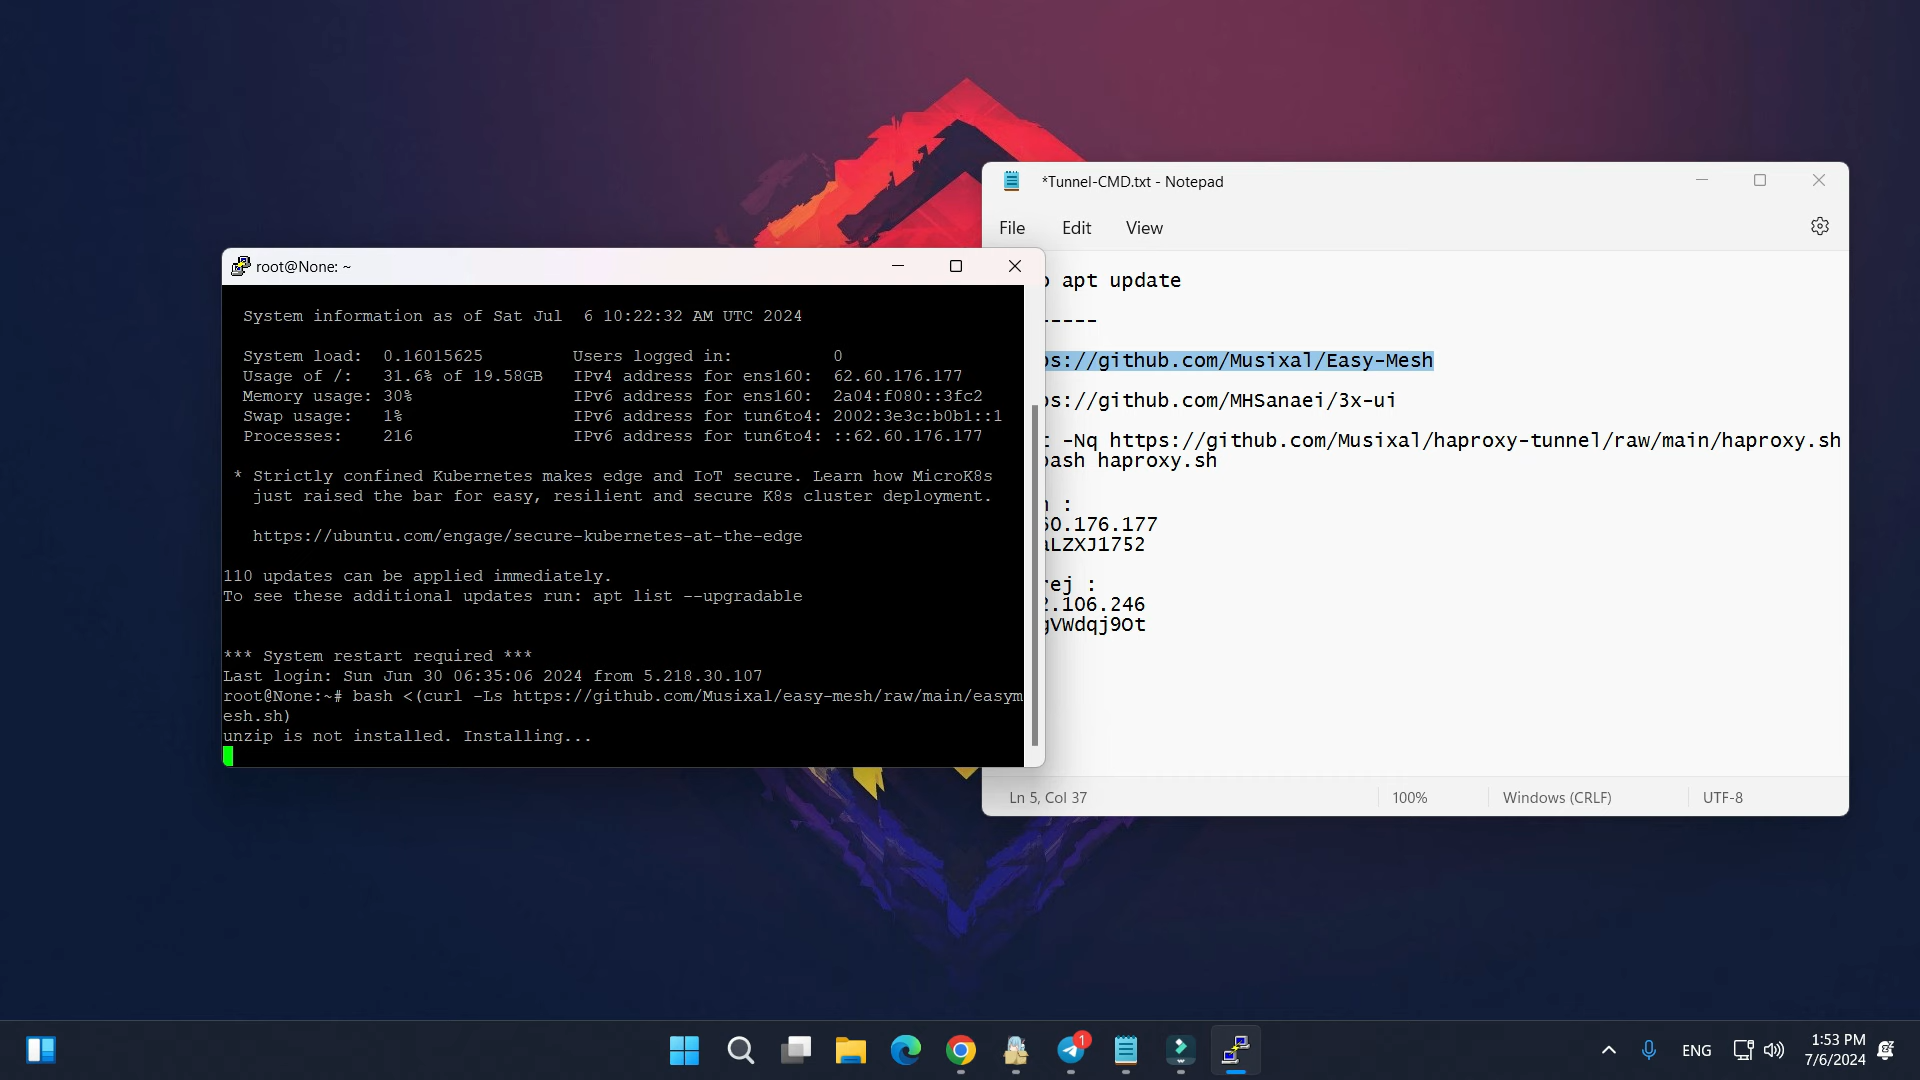 *Tunnel-CMD.txt - Notepad
File Edit View
apt update
-----
ps://github.com/Musixal/Easy-Mesh
ps://github.com/MHSanaei/3x-ui
-Nq https://github.com/Musixal/haproxy-tunnel/raw/main/haproxy.sh
bash haproxy.sh
:
60.176.177
LZXJ1752
ej :
2.106.246
gVWdqj9Ot
Ln 5, Col 37 100% Windows (CRLF) UTF-8
root@None: ~
System information as of Sat Jul  6 10:22:32 AM UTC 2024
System load: 0.16015625 Users logged in: 0
Usage of /: 31.6% of 19.58GB IPv4 address for ens160: 62.60.176.177
Memory usage: 30% IPv6 address for ens160: 2a04:f080::3fc2
Swap usage: 1% IPv6 address for tun6to4: 2002:3e3c:b0b1::1
Processes: 216 IPv6 address for tun6to4: ::62.60.176.177
* Strictly confined Kubernetes makes edge and IoT secure. Learn how MicroK8s
just raised the bar for easy, resilient and secure K8s cluster deployment.
https://ubuntu.com/engage/secure-kubernetes-at-the-edge
110 updates can be applied immediately.
To see these additional updates run: apt list --upgradable
*** System restart required ***
Last login: Sun Jun 30 06:35:06 2024 from 5.218.30.107
root@None:~# bash <(curl -Ls https://github.com/Musixal/easy-mesh/raw/main/easym
esh.sh)
unzip is not installed. Installing...
1
ENG
1:53 PM
7/6/2024